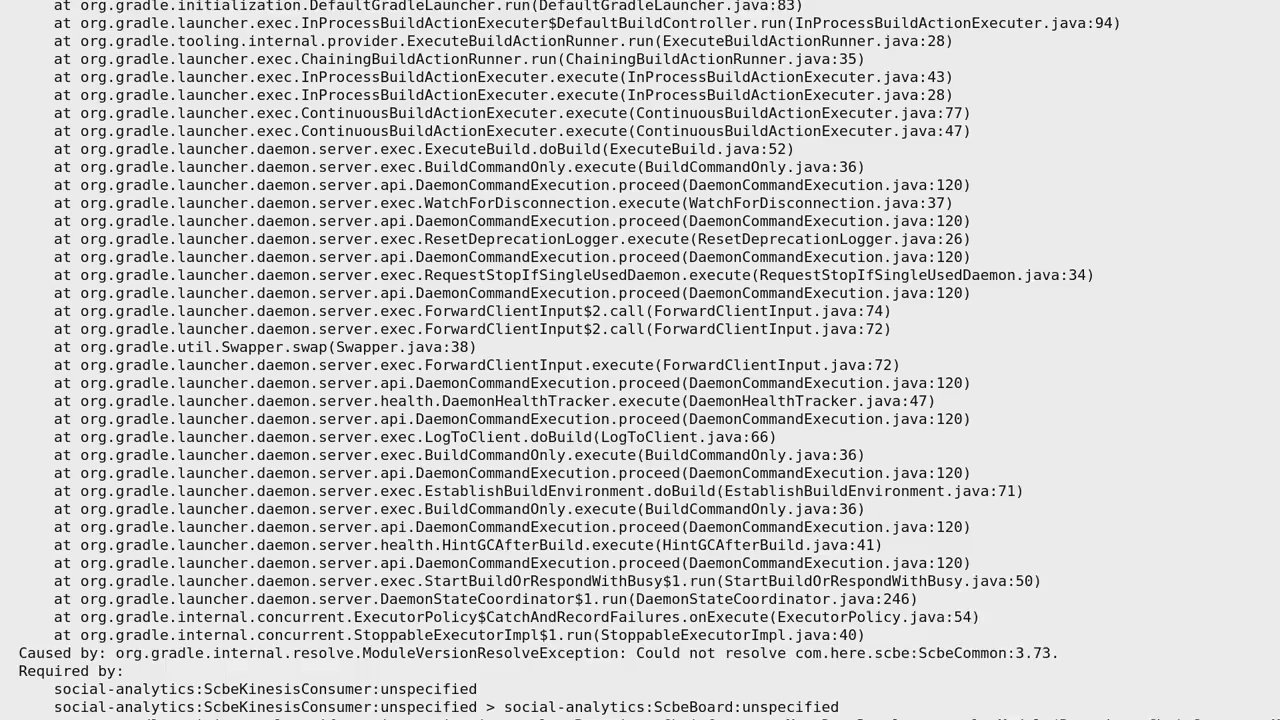 at org.gradle.initialization.DefaultGradleLauncher.run(DefaultGradleLauncher.java:83)
at org.gradle.launcher.exec.InProcessBuildActionExecuter$DefaultBuildController.run(InProcessBuildActionExecuter.java:94)
at org.gradle.tooling.internal.provider.ExecuteBuildActionRunner.run(ExecuteBuildActionRunner.java:28)
at org.gradle.launcher.exec.ChainingBuildActionRunner.run(ChainingBuildActionRunner.java:35)
at org.gradle.launcher.exec.InProcessBuildActionExecuter.execute(InProcessBuildActionExecuter.java:43)
at org.gradle.launcher.exec.InProcessBuildActionExecuter.execute(InProcessBuildActionExecuter.java:28)
at org.gradle.launcher.exec.ContinuousBuildActionExecuter.execute(ContinuousBuildActionExecuter.java:77)
at org.gradle.launcher.exec.ContinuousBuildActionExecuter.execute(ContinuousBuildActionExecuter.java:47)
at org.gradle.launcher.daemon.server.exec.ExecuteBuild.doBuild(ExecuteBuild.java:52)
at org.gradle.launcher.daemon.server.exec.BuildCommandOnly.execute(BuildCommandOnly.java:36)
at org.gradle.launcher.daemon.server.api.DaemonCommandExecution.proceed(DaemonCommandExecution.java:120)
at org.gradle.launcher.daemon.server.exec.WatchForDisconnection.execute(WatchForDisconnection.java:37)
at org.gradle.launcher.daemon.server.api.DaemonCommandExecution.proceed(DaemonCommandExecution.java:120)
at org.gradle.launcher.daemon.server.exec.ResetDeprecationLogger.execute(ResetDeprecationLogger.java:26)
at org.gradle.launcher.daemon.server.api.DaemonCommandExecution.proceed(DaemonCommandExecution.java:120)
at org.gradle.launcher.daemon.server.exec.RequestStopIfSingleUsedDaemon.execute(RequestStopIfSingleUsedDaemon.java:34)
at org.gradle.launcher.daemon.server.api.DaemonCommandExecution.proceed(DaemonCommandExecution.java:120)
at org.gradle.launcher.daemon.server.exec.ForwardClientInput$2.call(ForwardClientInput.java:74)
at org.gradle.launcher.daemon.server.exec.ForwardClientInput$2.call(ForwardClientInput.java:72)
at org.gradle.util.Swapper.swap(Swapper.java:38)
at org.gradle.launcher.daemon.server.exec.ForwardClientInput.execute(ForwardClientInput.java:72)
at org.gradle.launcher.daemon.server.api.DaemonCommandExecution.proceed(DaemonCommandExecution.java:120)
at org.gradle.launcher.daemon.server.health.DaemonHealthTracker.execute(DaemonHealthTracker.java:47)
at org.gradle.launcher.daemon.server.api.DaemonCommandExecution.proceed(DaemonCommandExecution.java:120)
at org.gradle.launcher.daemon.server.exec.LogToClient.doBuild(LogToClient.java:66)
at org.gradle.launcher.daemon.server.exec.BuildCommandOnly.execute(BuildCommandOnly.java:36)
at org.gradle.launcher.daemon.server.api.DaemonCommandExecution.proceed(DaemonCommandExecution.java:120)
at org.gradle.launcher.daemon.server.exec.EstablishBuildEnvironment.doBuild(EstablishBuildEnvironment.java:71)
at org.gradle.launcher.daemon.server.exec.BuildCommandOnly.execute(BuildCommandOnly.java:36)
at org.gradle.launcher.daemon.server.api.DaemonCommandExecution.proceed(DaemonCommandExecution.java:120)
at org.gradle.launcher.daemon.server.health.HintGCAfterBuild.execute(HintGCAfterBuild.java:41)
at org.gradle.launcher.daemon.server.api.DaemonCommandExecution.proceed(DaemonCommandExecution.java:120)
at org.gradle.launcher.daemon.server.exec.StartBuildOrRespondWithBusy$1.run(StartBuildOrRespondWithBusy.java:50)
at org.gradle.launcher.daemon.server.DaemonStateCoordinator$1.run(DaemonStateCoordinator.java:246)
at org.gradle.internal.concurrent.ExecutorPolicy$CatchAndRecordFailures.onExecute(ExecutorPolicy.java:54)
at org.gradle.internal.concurrent.StoppableExecutorImpl$1.run(StoppableExecutorImpl.java:40)
Caused by: org.gradle.internal.resolve.ModuleVersionResolveException: Could not resolve com.here.scbe:ScbeCommon:3.73.
Required by:
social-analytics:ScbeKinesisConsumer:unspecified
social-analytics:ScbeKinesisConsumer:unspecified > social-analytics:ScbeBoard:unspecified